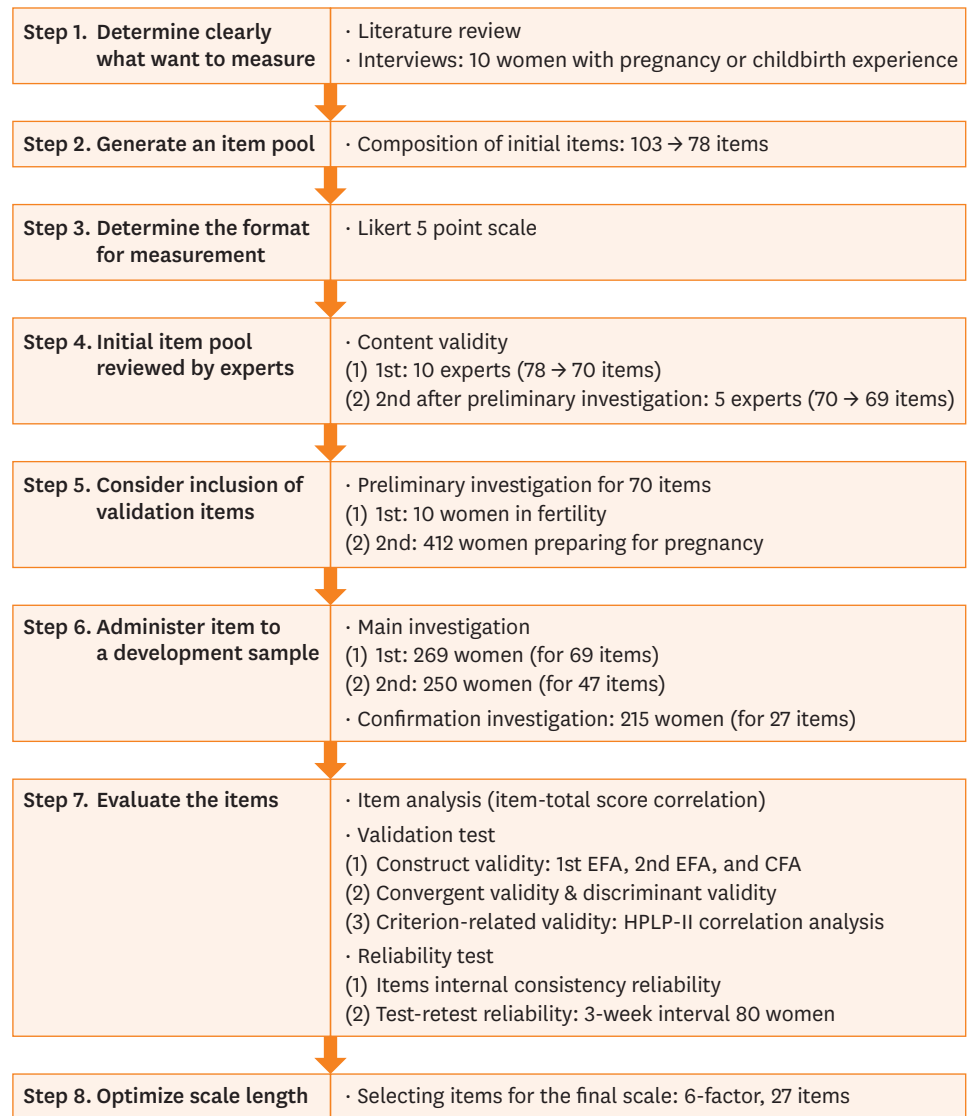 Step 1. Determine clearly
what want to measure
· Literature review
· Interviews: 10 women with pregnancy or childbirth experience
Step 2. Generate an item pool
· Composition of initial items: 103 → 78 items
Step 3. Determine the format
for measurement
· Likert 5 point scale
Step 4. Initial item pool
reviewed by experts
· Content validity
(1) 1st: 10 experts (78 → 70 items)
(2) 2nd after preliminary investigation: 5 experts (70 → 69 items)
Step 5. Consider inclusion of
validation items
· Preliminary investigation for 70 items
(1) 1st: 10 women in fertility
(2) 2nd: 412 women preparing for pregnancy
Step 6. Administer item to
a development sample
· Main investigation
(1) 1st: 269 women (for 69 items)
(2) 2nd: 250 women (for 47 items)
· Confirmation investigation: 215 women (for 27 items)
Step 7. Evaluate the items
· Item analysis (item-total score correlation)
· Validation test
(1) Construct validity: 1st EFA, 2nd EFA, and CFA
(2) Convergent validity & discriminant validity
(3) Criterion-related validity: HPLP-II correlation analysis
· Reliability test
(1) Items internal consistency reliability
(2) Test-retest reliability: 3-week interval 80 women
Step 8. Optimize scale length
· Selecting items for the final scale: 6-factor, 27 items